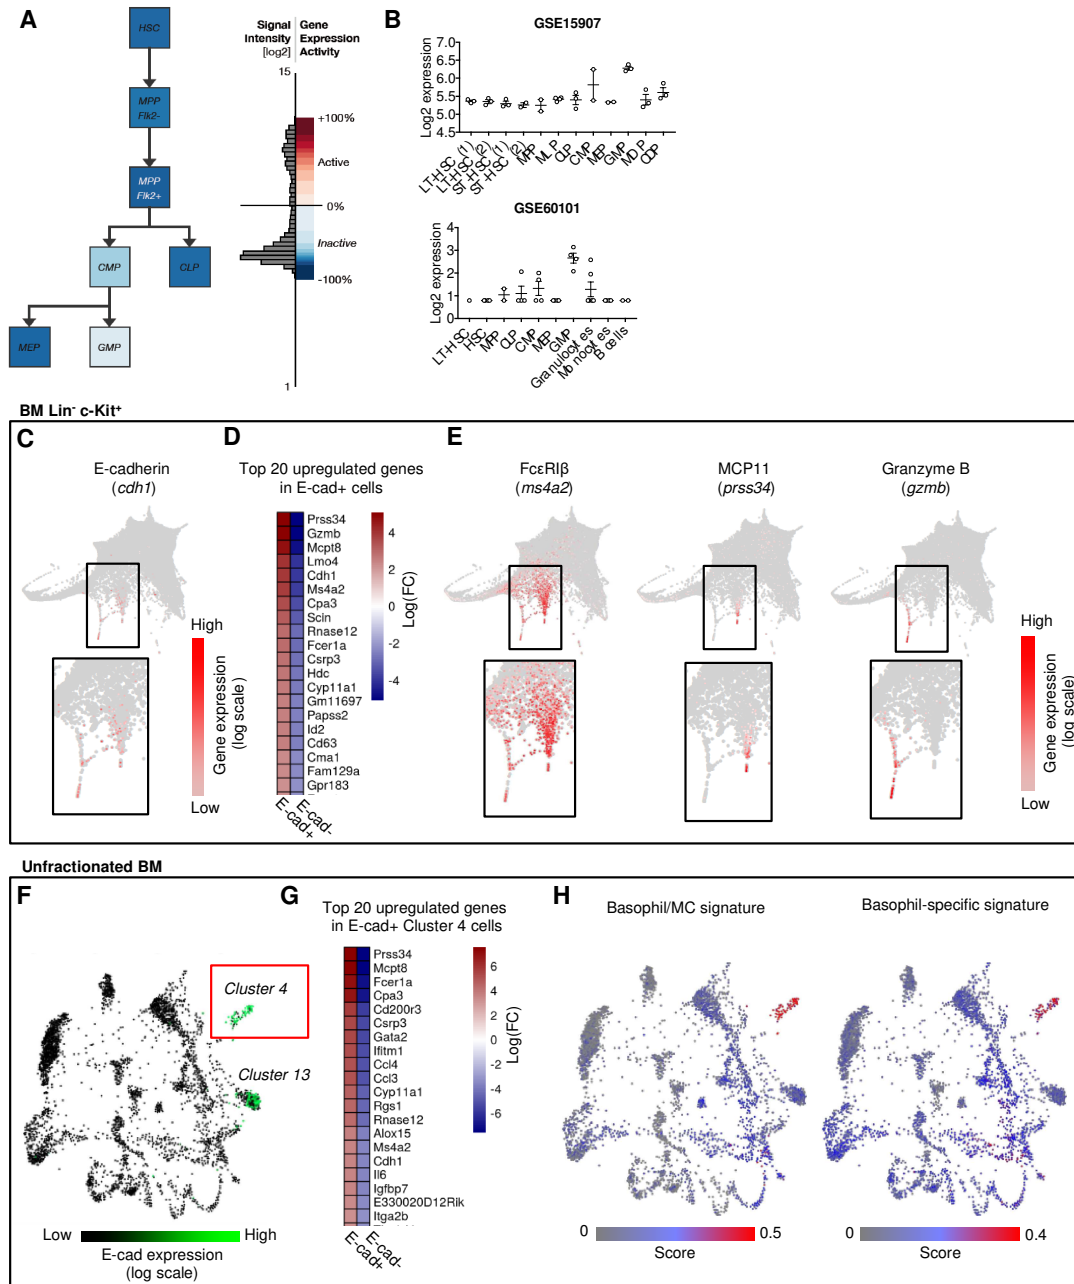 A
HSC
MPP
Flk2-
MPP
Flk2+
CMP
CLP
MEP
GMP
Signal
Intensity
[log2]
Gene
Expression
Activity
15
+100%
Active
0%
Inactive
-100%
1
B
GSE15907
Log2 expression
7.0
6.5
6.0
5.5
5.0
4.5
LT-HSC (1)
LT-HSC (2)
ST-HSC (1)
ST-HSC (2)
MPP
MLP
CLP
CMP
MEP
GMP
MDP
CDP
GSE60101
Log2 expression
4
3
2
1
0
LT-HSC
HSC
MPP
CLP
CMP
MEP
GMP
Granulocytes
Monocytes
B cells
BM Lin- c-Kit+
C
E-cadherin
(cdh1)
High
Gene expression
(log scale)
Low
D
Top 20 upregulated genes
in E-cad+ cells
Prss34
Gzmb
Mcpt8
Lmo4
Cdh1
Ms4a2
Cpa3
Scin
Rnase12
Fcer1a
Csrp3
Hdc
Cyp11a1
Gm11697
Papss2
Id2
Cd63
Cma1
Fam129a
Gpr183
E-cad+
E-cad-
4
2
0
-2
-4
Log(FC)
E
FcεRIβ
(ms4a2)
MCP11
(prss34)
Granzyme B
(gzmb)
High
Gene expression
(log scale)
Low
Unfractionated BM
F
Cluster 4
Cluster 13
Low
High
E-cad expression
(log scale)
G
Top 20 upregulated genes
in E-cad+ Cluster 4 cells
Prss34
Mcpt8
Fcer1a
Cpa3
Cd200r3
Csrp3
Gata2
Ifitm1
Ccl4
Ccl3
Cyp11a1
Rgs1
Rnase12
Alox15
Ms4a2
Cdh1
Il6
Igfbp7
E330020D12Rik
Itga2b
E-cad+
E-cad-
6
4
2
0
-2
-4
-6
Log(FC)
H
Basophil/MC signature
0
0.5
Score
Basophil-specific signature
0
0.4
Score